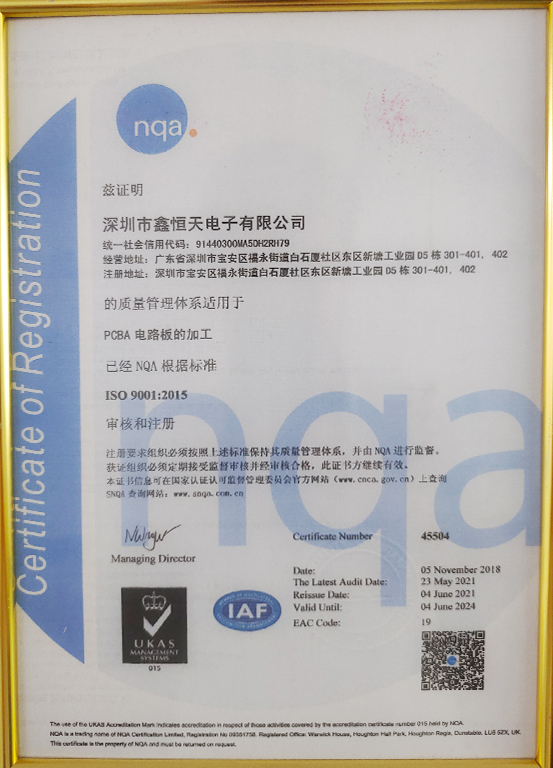 nqa.
Certificate of Registration
兹证明
深圳市鑫恒天电子有限公司
统一社会信用代码：91440300MA5DH2RH79
经营地址：广东省深圳市宝安区福永街道白石厦社区东区新塘工业园 D5 栋 301-401，402
注册地址：深圳市宝安区福永街道白石厦社区东区新塘工业园 D5 栋 301-401，402
的质量管理体系适用于
PCBA 电路板的加工
已经 NQA 根据标准
ISO 9001:2015
审核和注册
注册要求组织必须按照上述标准保持其质量管理体系，并由 NQA 进行监督。
获证组织必须定期接受监督审核并经审核合格，此证书方继续有效。
本证书信息可在国家认证认可监督管理委员会官方网站（www.cnca.gov.cn）上查询
SNQA 查询网站：www.snqa.com.cn
nqa
Managing Director
Certificate Number 45504
Date: 05 November 2018
The Latest Audit Date: 23 May 2021
Reissue Date: 04 June 2021
Valid Until: 04 June 2024
EAC Code: 19
UKAS
MANAGEMENT
SYSTEMS
015
IAF
The use of the UKAS Accreditation Mark indicates accreditation in respect of those activities covered by the accreditation certificate number 015 held by NQA.
NQA is a trading name of NQA Certification Limited, Registration No 09351758. Registered Office: Warwick House, Houghton Hall Park, Houghton Regis, Dunstable, LU5 5ZX, UK.
This certificate is the property of NQA and must be returned on request.